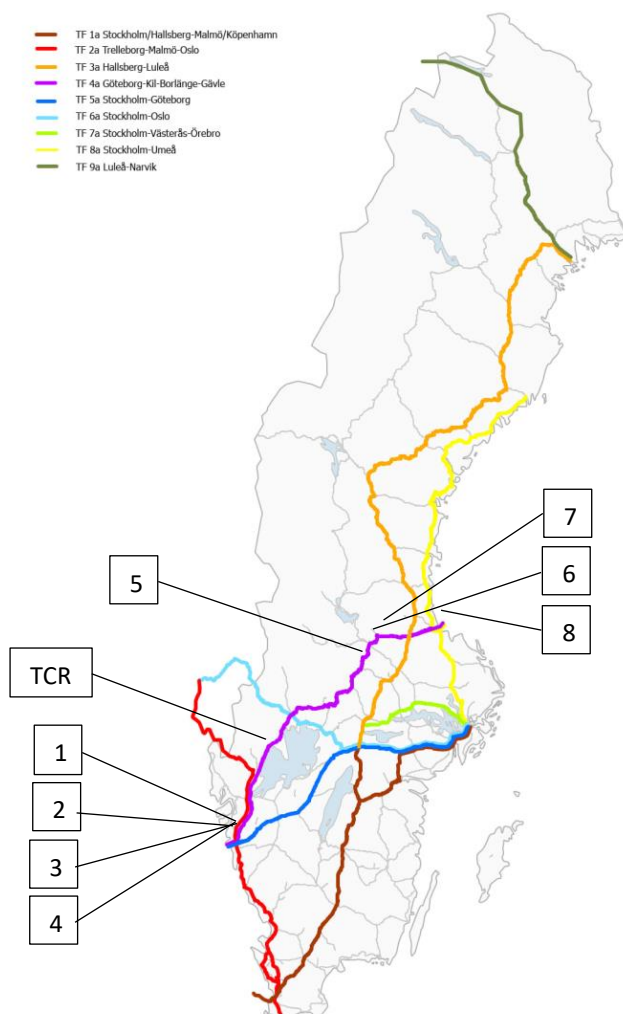 TF 1a Stockholm/Hallsberg-Malmö/Köpenhamn
TF 2a Trelleborg-Malmö-Oslo
TF 3a Hallsberg-Luleå
TF 4a Göteborg-Kil-Borlänge-Gävle
TF 5a Stockholm-Göteborg
TF 6a Stockholm-Oslo
TF 7a Stockholm-Västerås-Örebro
TF 8a Stockholm-Umeå
TF 9a Luleå-Narvik
7
5
6
8
TCR
1
2
3
4